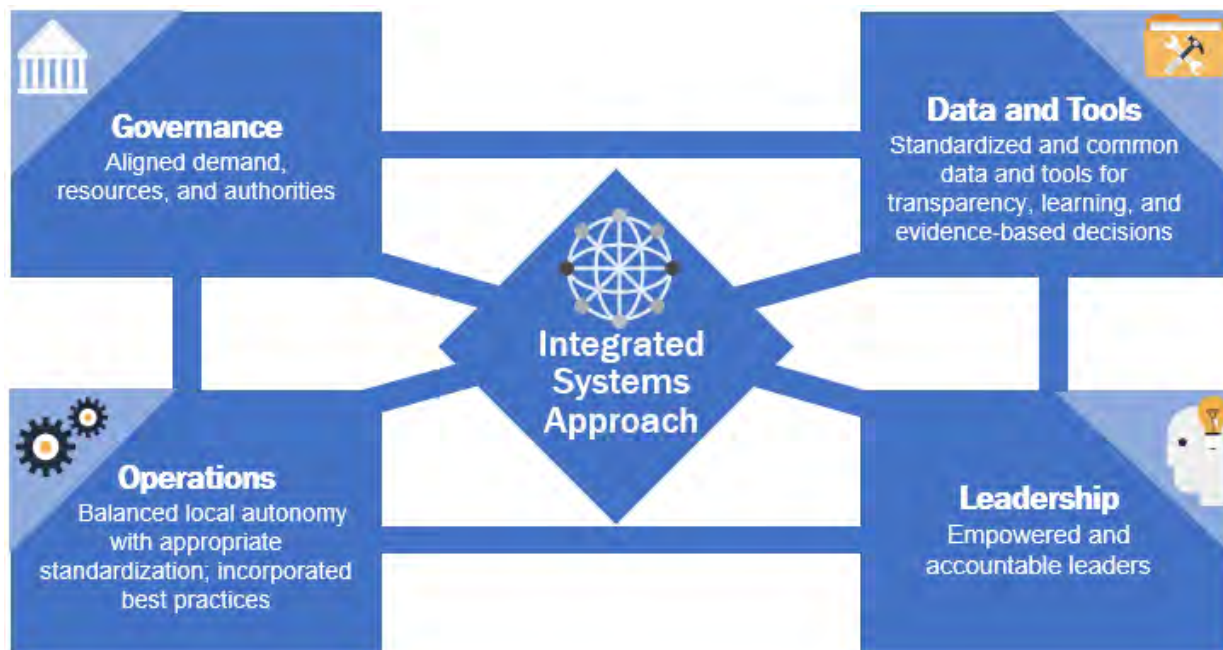 Governance
Aligned demand,
resources, and authorities
Data and Tools
Standardized and common
data and tools for
transparency, learning, and
evidence-based decisions
Integrated
Systems
Approach
Operations
Balanced local autonomy
with appropriate
standardization; incorporated
best practices
Leadership
Empowered and
accountable leaders